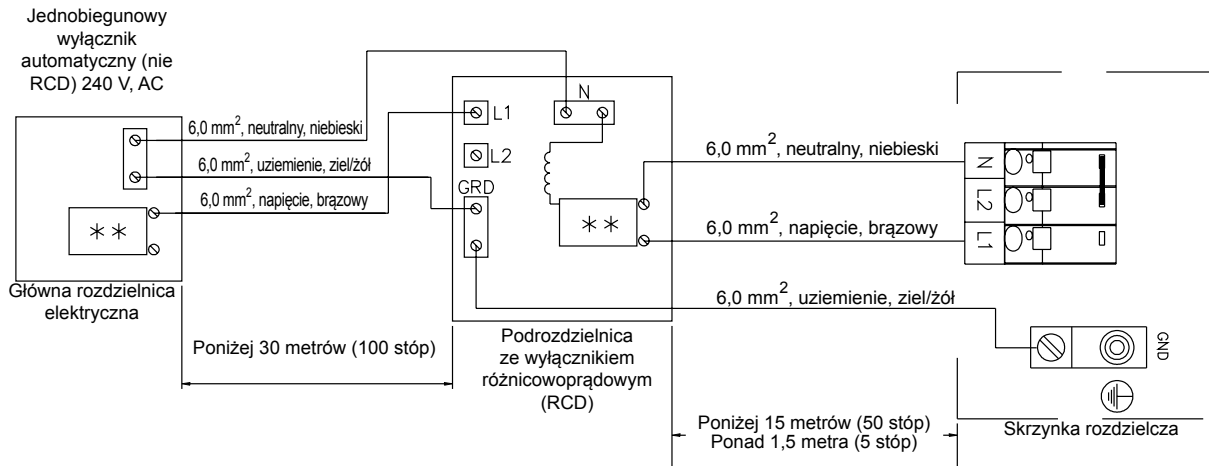 Jednobiegunowy
wyłącznik
automatyczny (nie
RCD) 240 V, AC
6,0 mm², neutralny, niebieski
6,0 mm², uziemienie, ziel/żół
6,0 mm², napięcie, brązowy
**
Główna rozdzielnica
elektryczna
Poniżej 30 metrów (100 stóp)
L1
N
L2
GRD
**
Podrozdzielnica
ze wyłącznikiem
różnicowoprądowym
(RCD)
6,0 mm², neutralny, niebieski
6,0 mm², napięcie, brązowy
6,0 mm², uziemienie, ziel/żół
Poniżej 15 metrów (50 stóp)
Ponad 1,5 metra (5 stóp)
N
L2
L1
GND
Skrzynka rozdzielcza